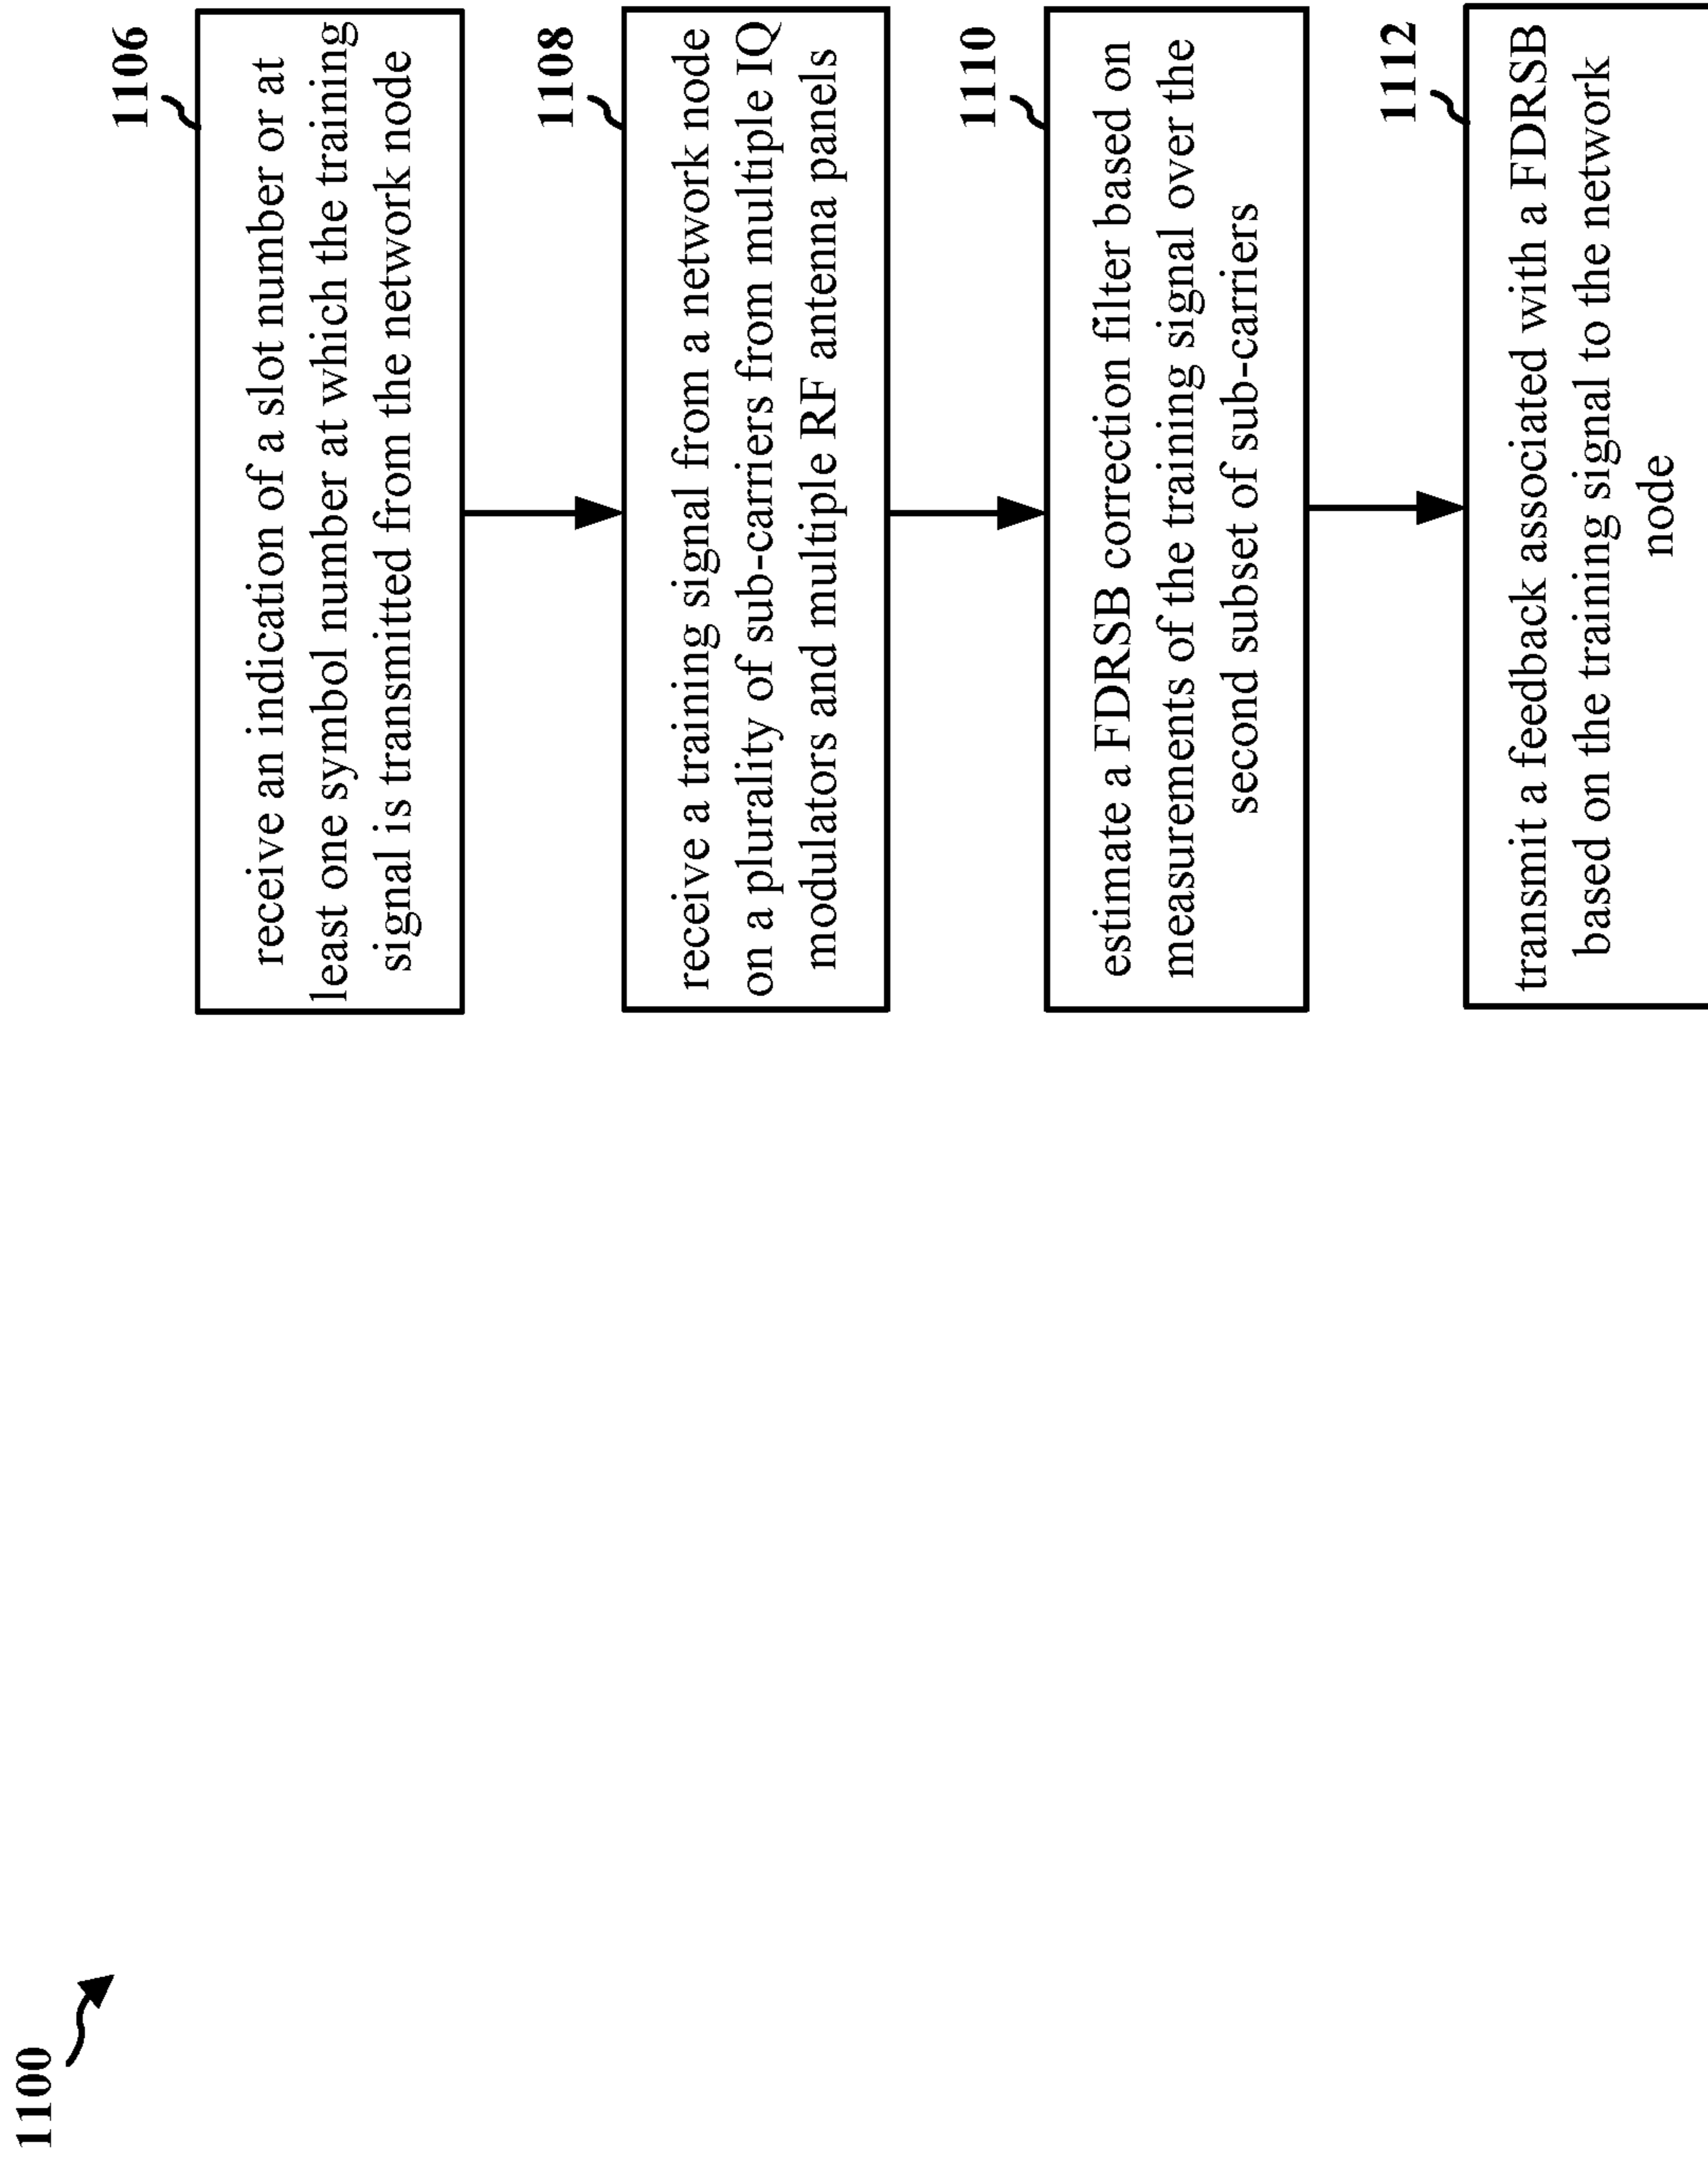 1100
1106
receive an indication of a slot number or at
least one symbol number at which the training
signal is transmitted from the network node
1108
receive a training signal from a network node
on a plurality of sub-carriers from multiple IQ
modulators and multiple RF antenna panels
1110
estimate a FDRSB correction filter based on
measurements of the training signal over the
second subset of sub-carriers
1112
transmit a feedback associated with a FDRSB
based on the training signal to the network
node